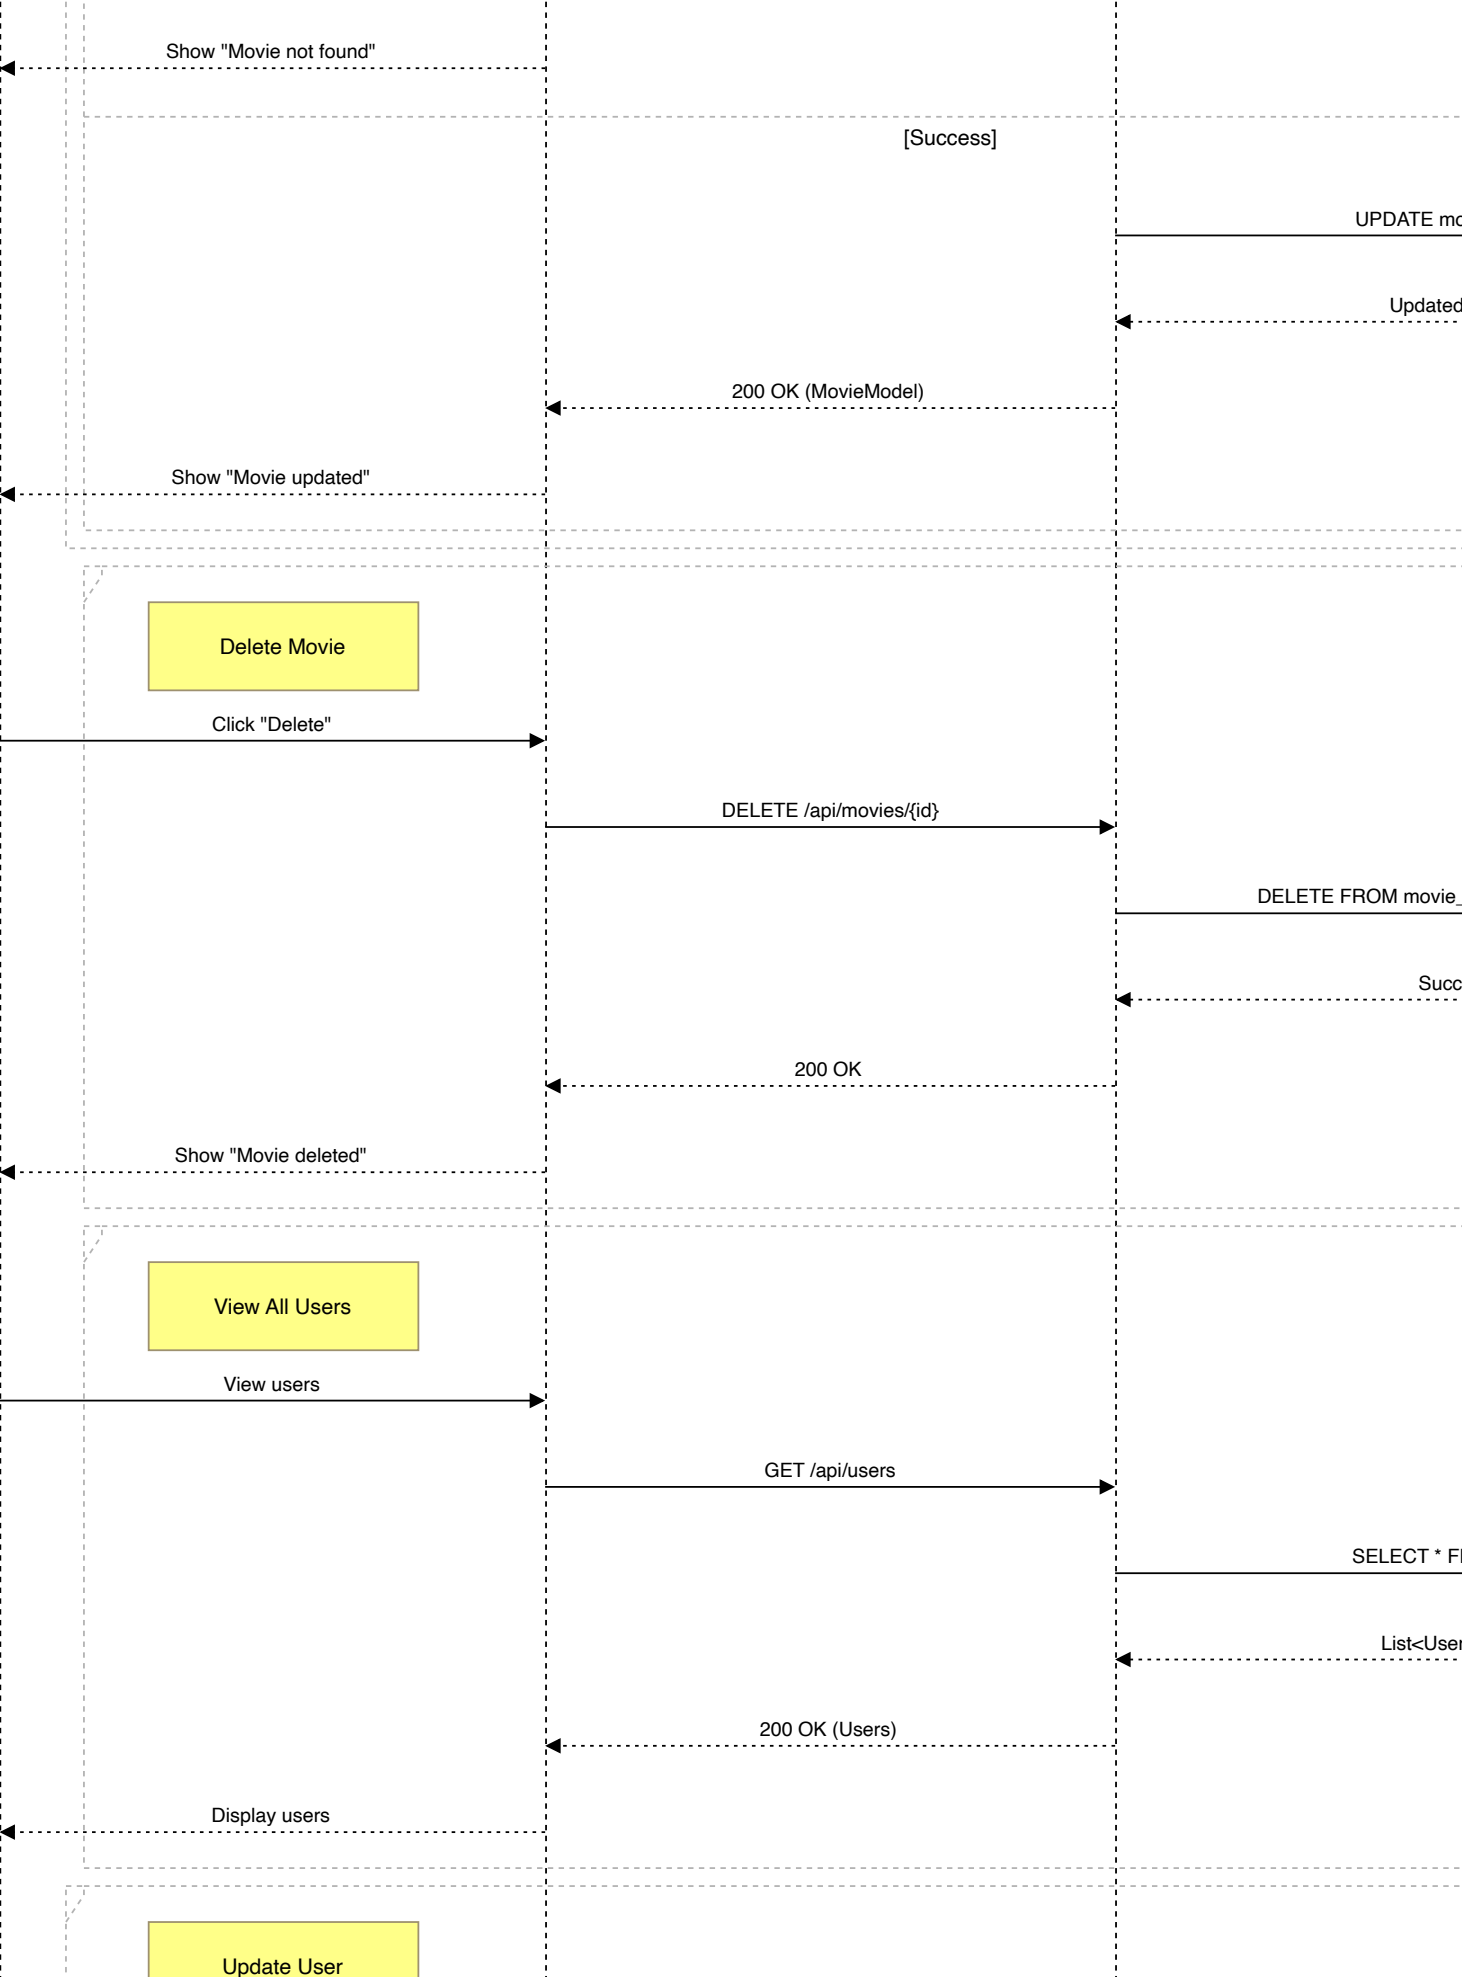 Show "Movie not found"
[Success]
UPDATE
Updated
200 OK (MovieModel)
Show "Movie updated"
Delete Movie
Click "Delete"
DELETE /api/movies/{id}
DELETE FROM movie_
200 OK
Show "Movie deleted"
View All Users
View users
GET /api/users
SELECT *
List<User
200 OK (Users)
Display users
Update User